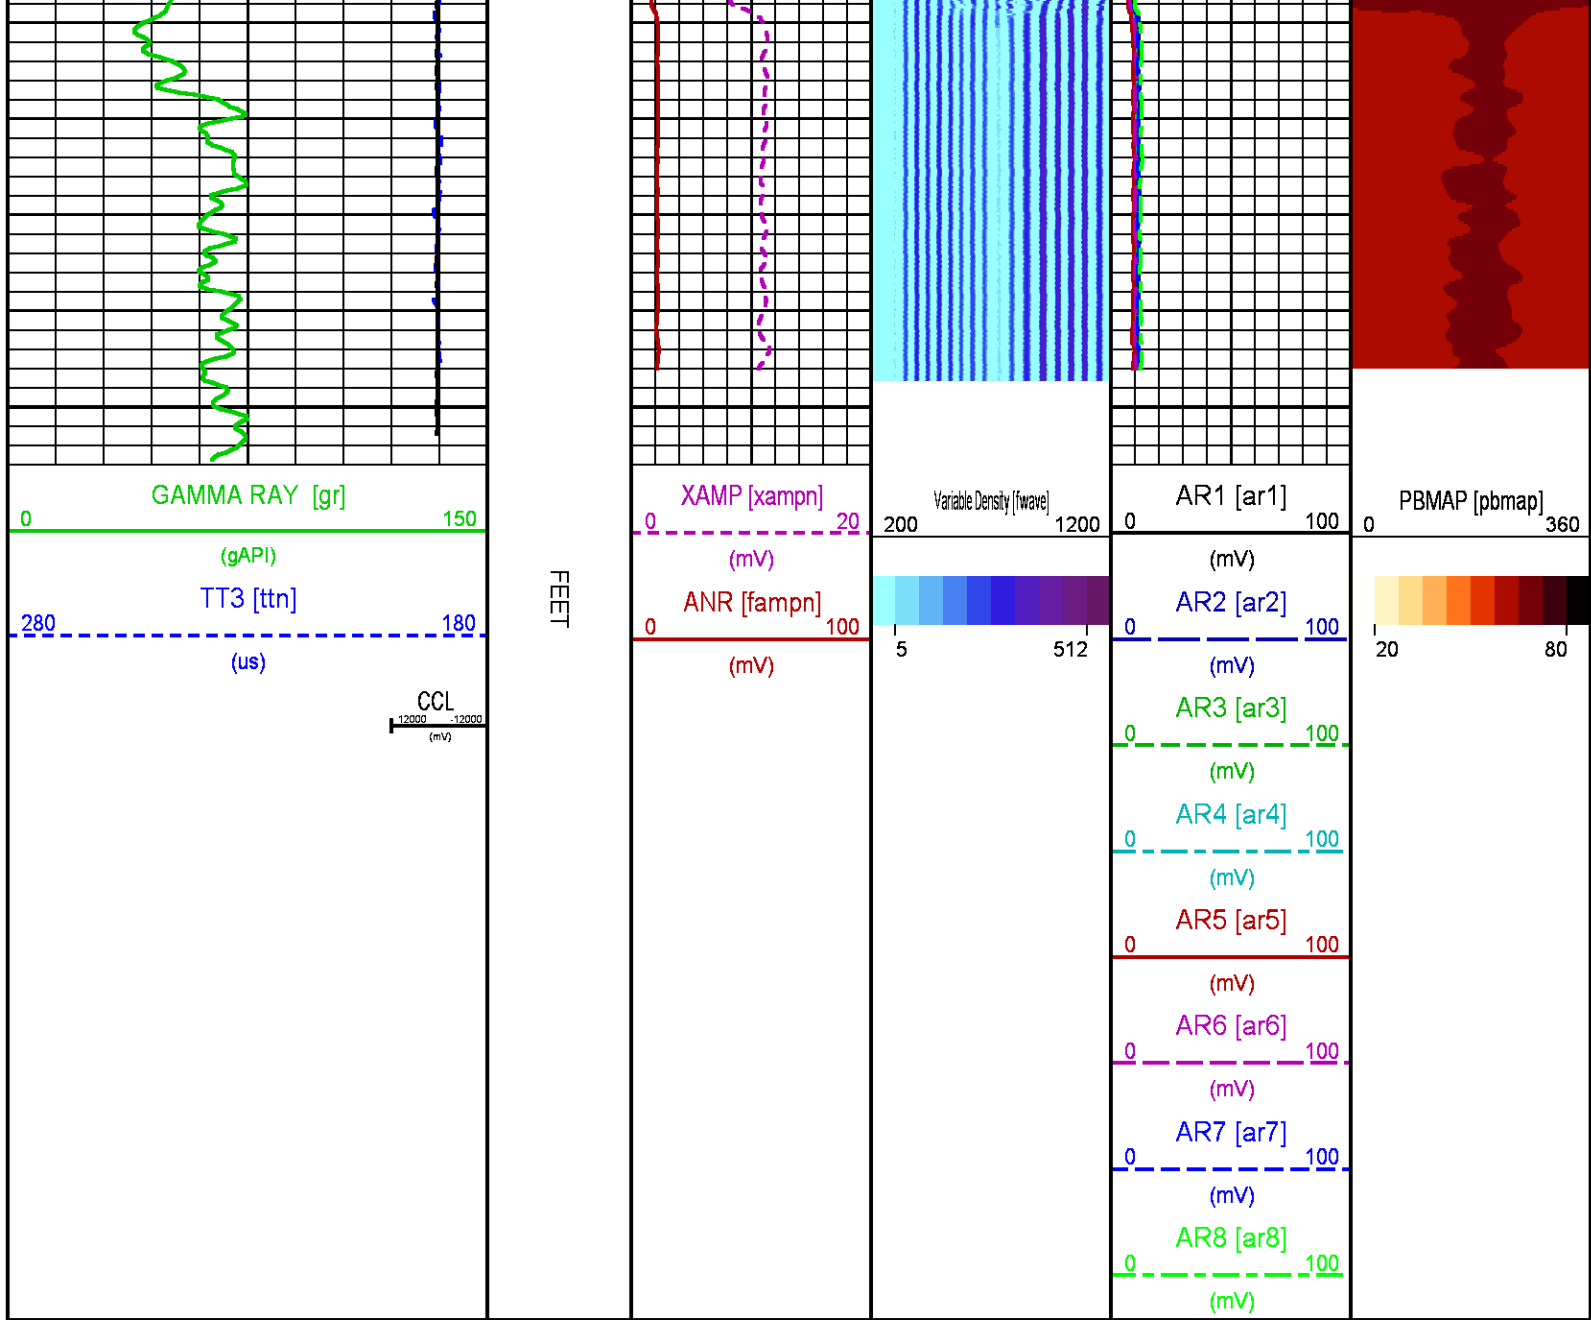 GAMMA RAY [gr]
0 150
(gAPI)
TT3 [ttn]
280 180
(us)
CCL
12000 -12000
(mV)
FEET
XAMP [xampn]
0 20
(mV)
ANR [fampn]
0 100
(mV)
Variable Density [fwave]
200 1200
5 512
AR1 [ar1]
0 100
(mV)
AR2 [ar2]
0 100
(mV)
AR3 [ar3]
0 100
(mV)
AR4 [ar4]
0 100
(mV)
AR5 [ar5]
0 100
(mV)
AR6 [ar6]
0 100
(mV)
AR7 [ar7]
0 100
(mV)
AR8 [ar8]
0 100
(mV)
PBMAP [pbmap]
0 360
20 80